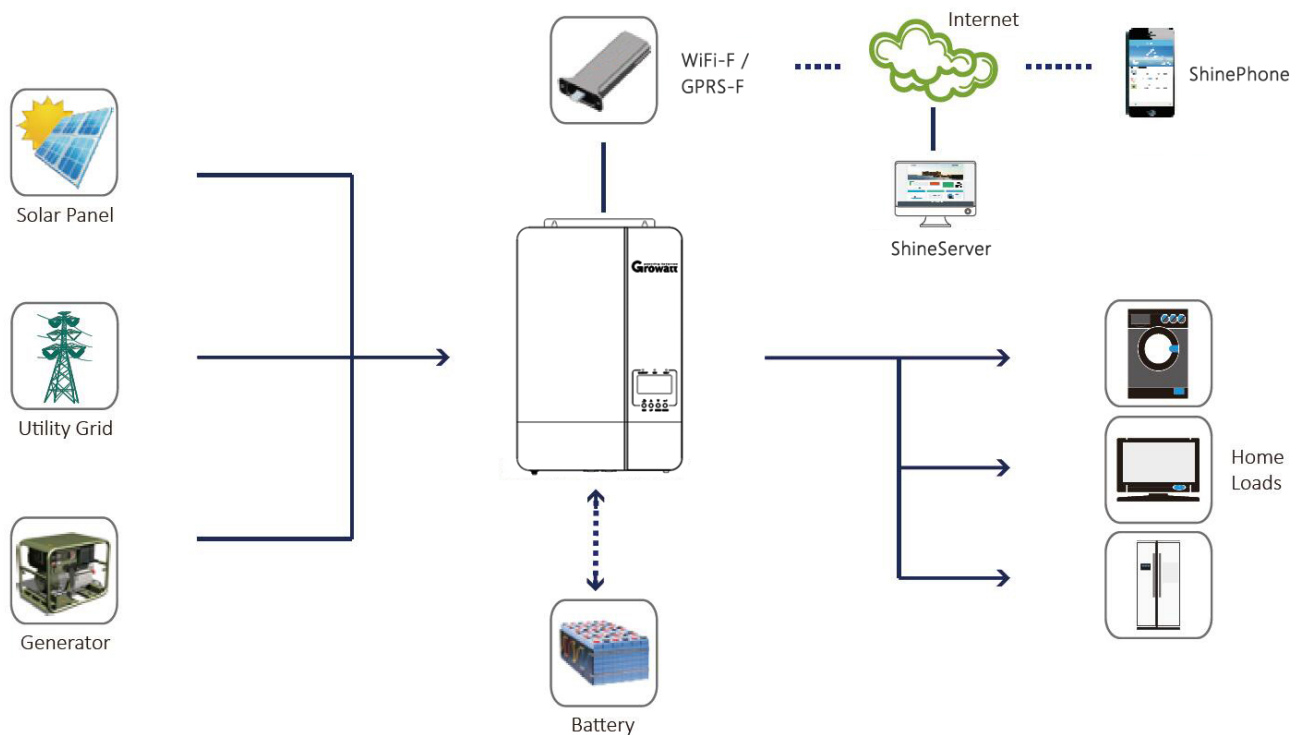 Internet
WiFi-F /
GPRS-F
ShinePhone
Solar Panel
ShineServer
Growatt
Utility Grid
Home
Loads
Generator
Battery